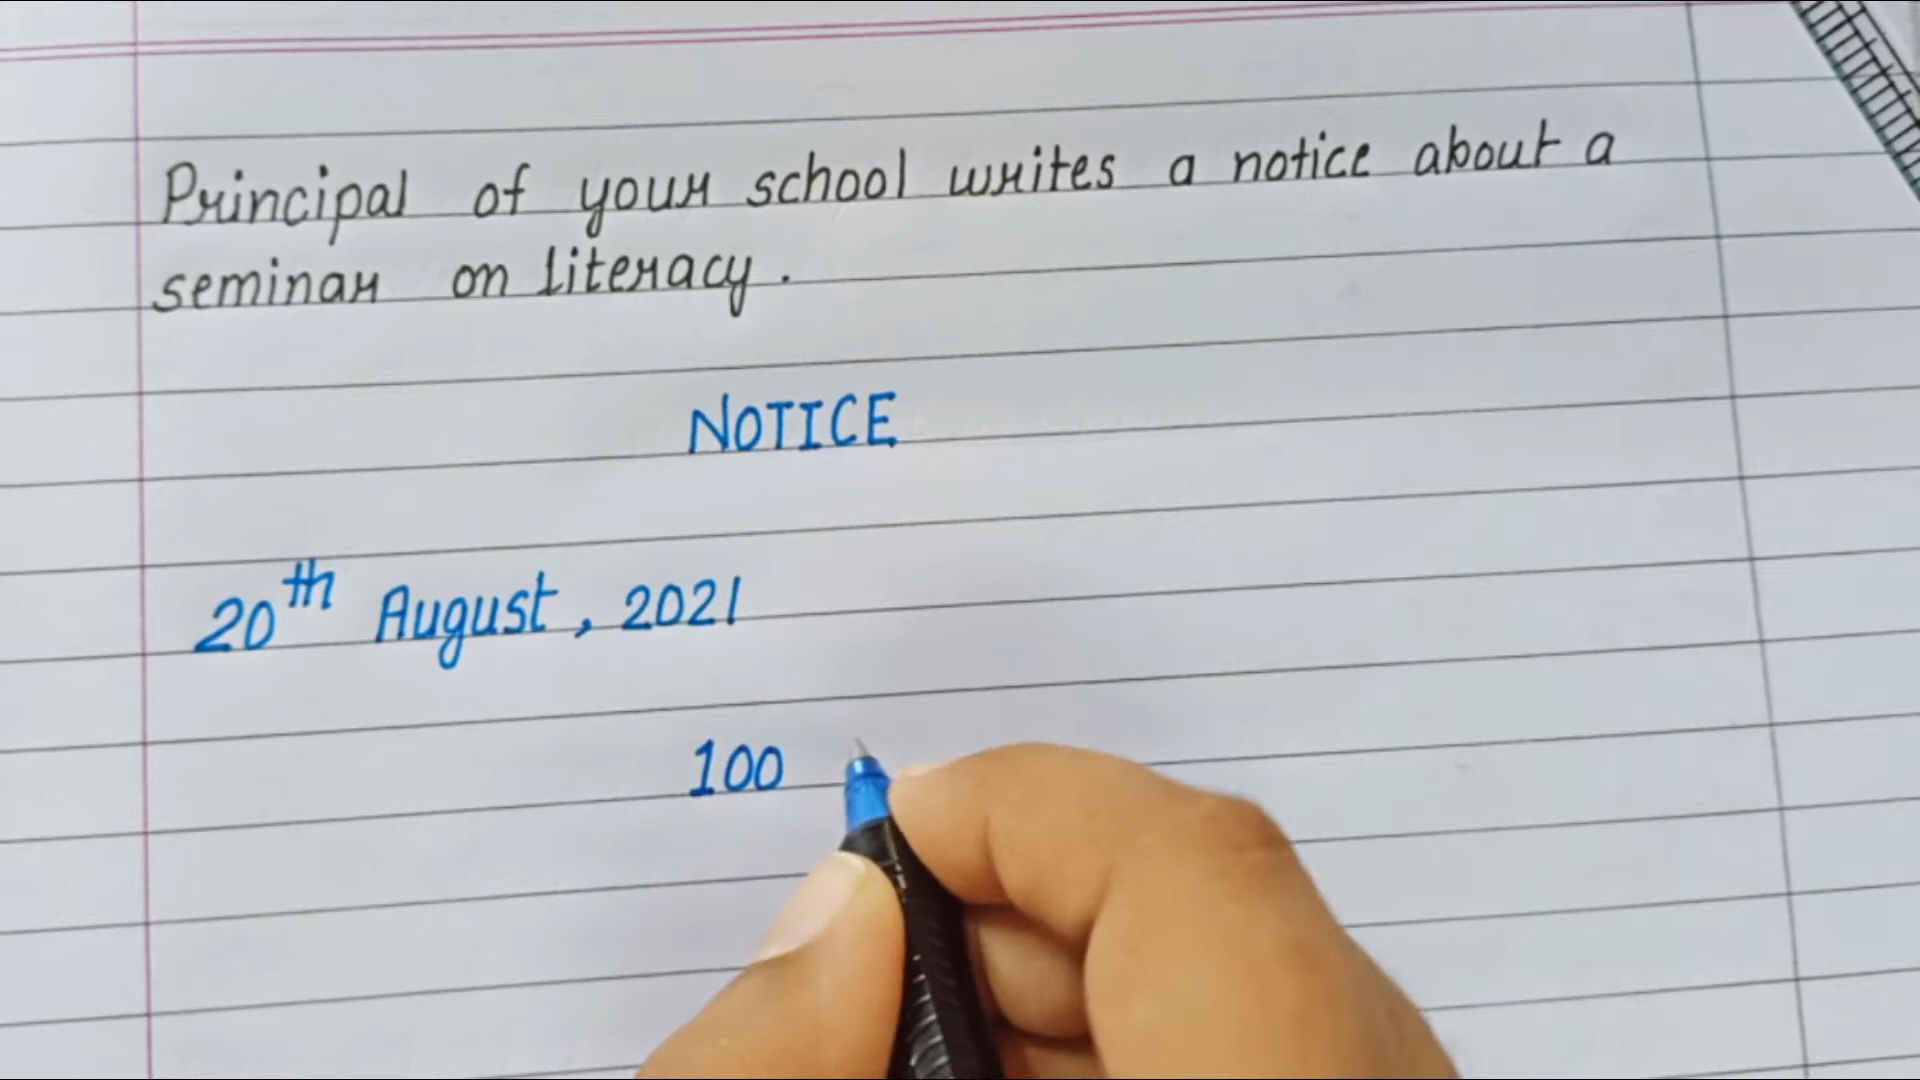 Principal of your school writes a notice about a
seminar on literacy.
NOTICE
20th August, 2021
100